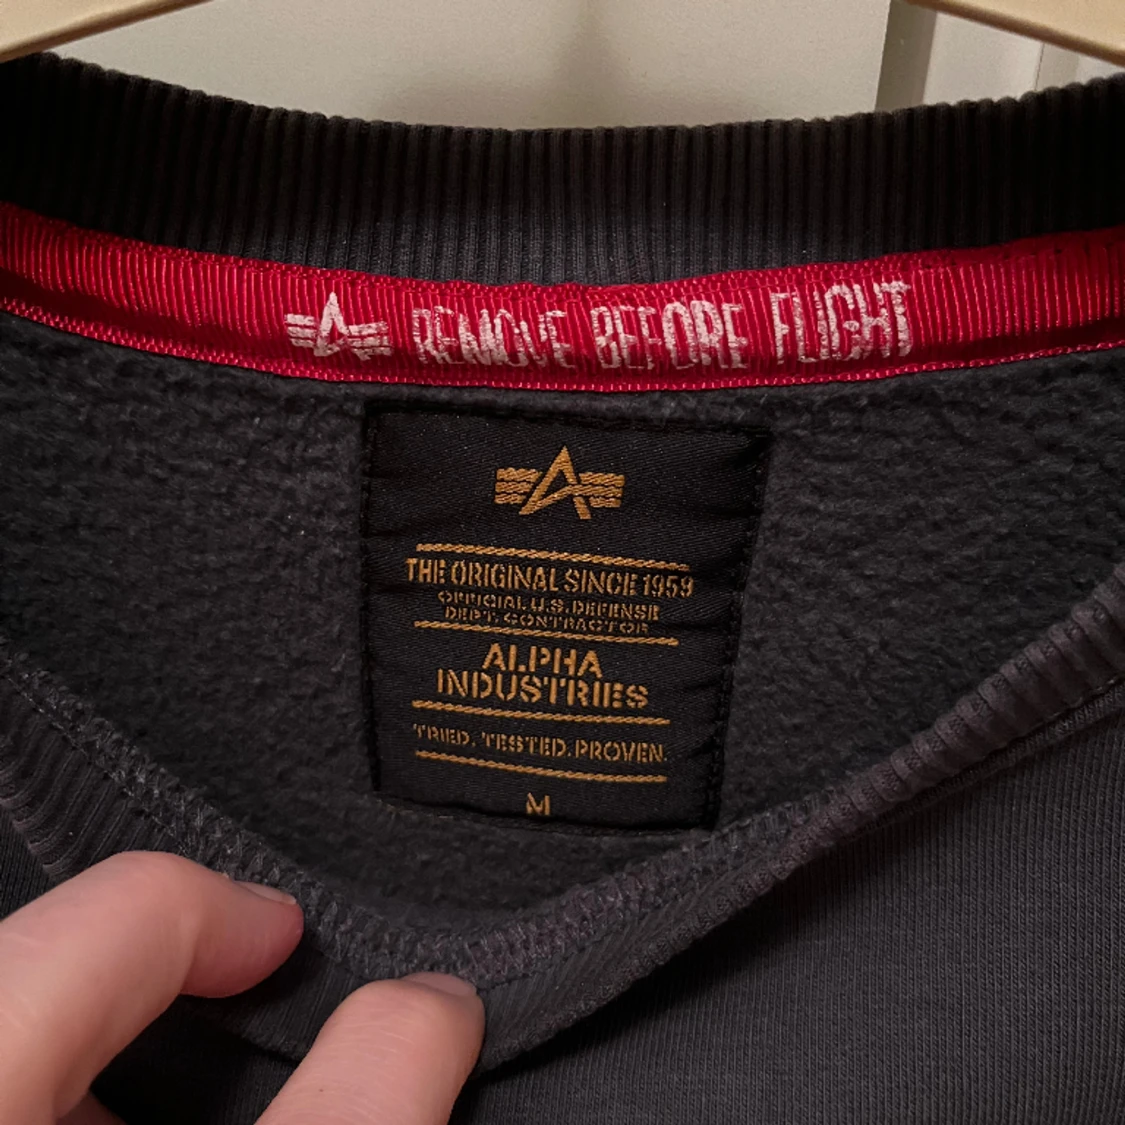 REMOVE BEFORE FLIGHT
THE ORIGINAL SINCE 1959
OFFICIAL U.S. DEFENSE
DEPT. CONTRACTOR
ALPHA
INDUSTRIES
TRIED. TESTED. PROVEN.
M